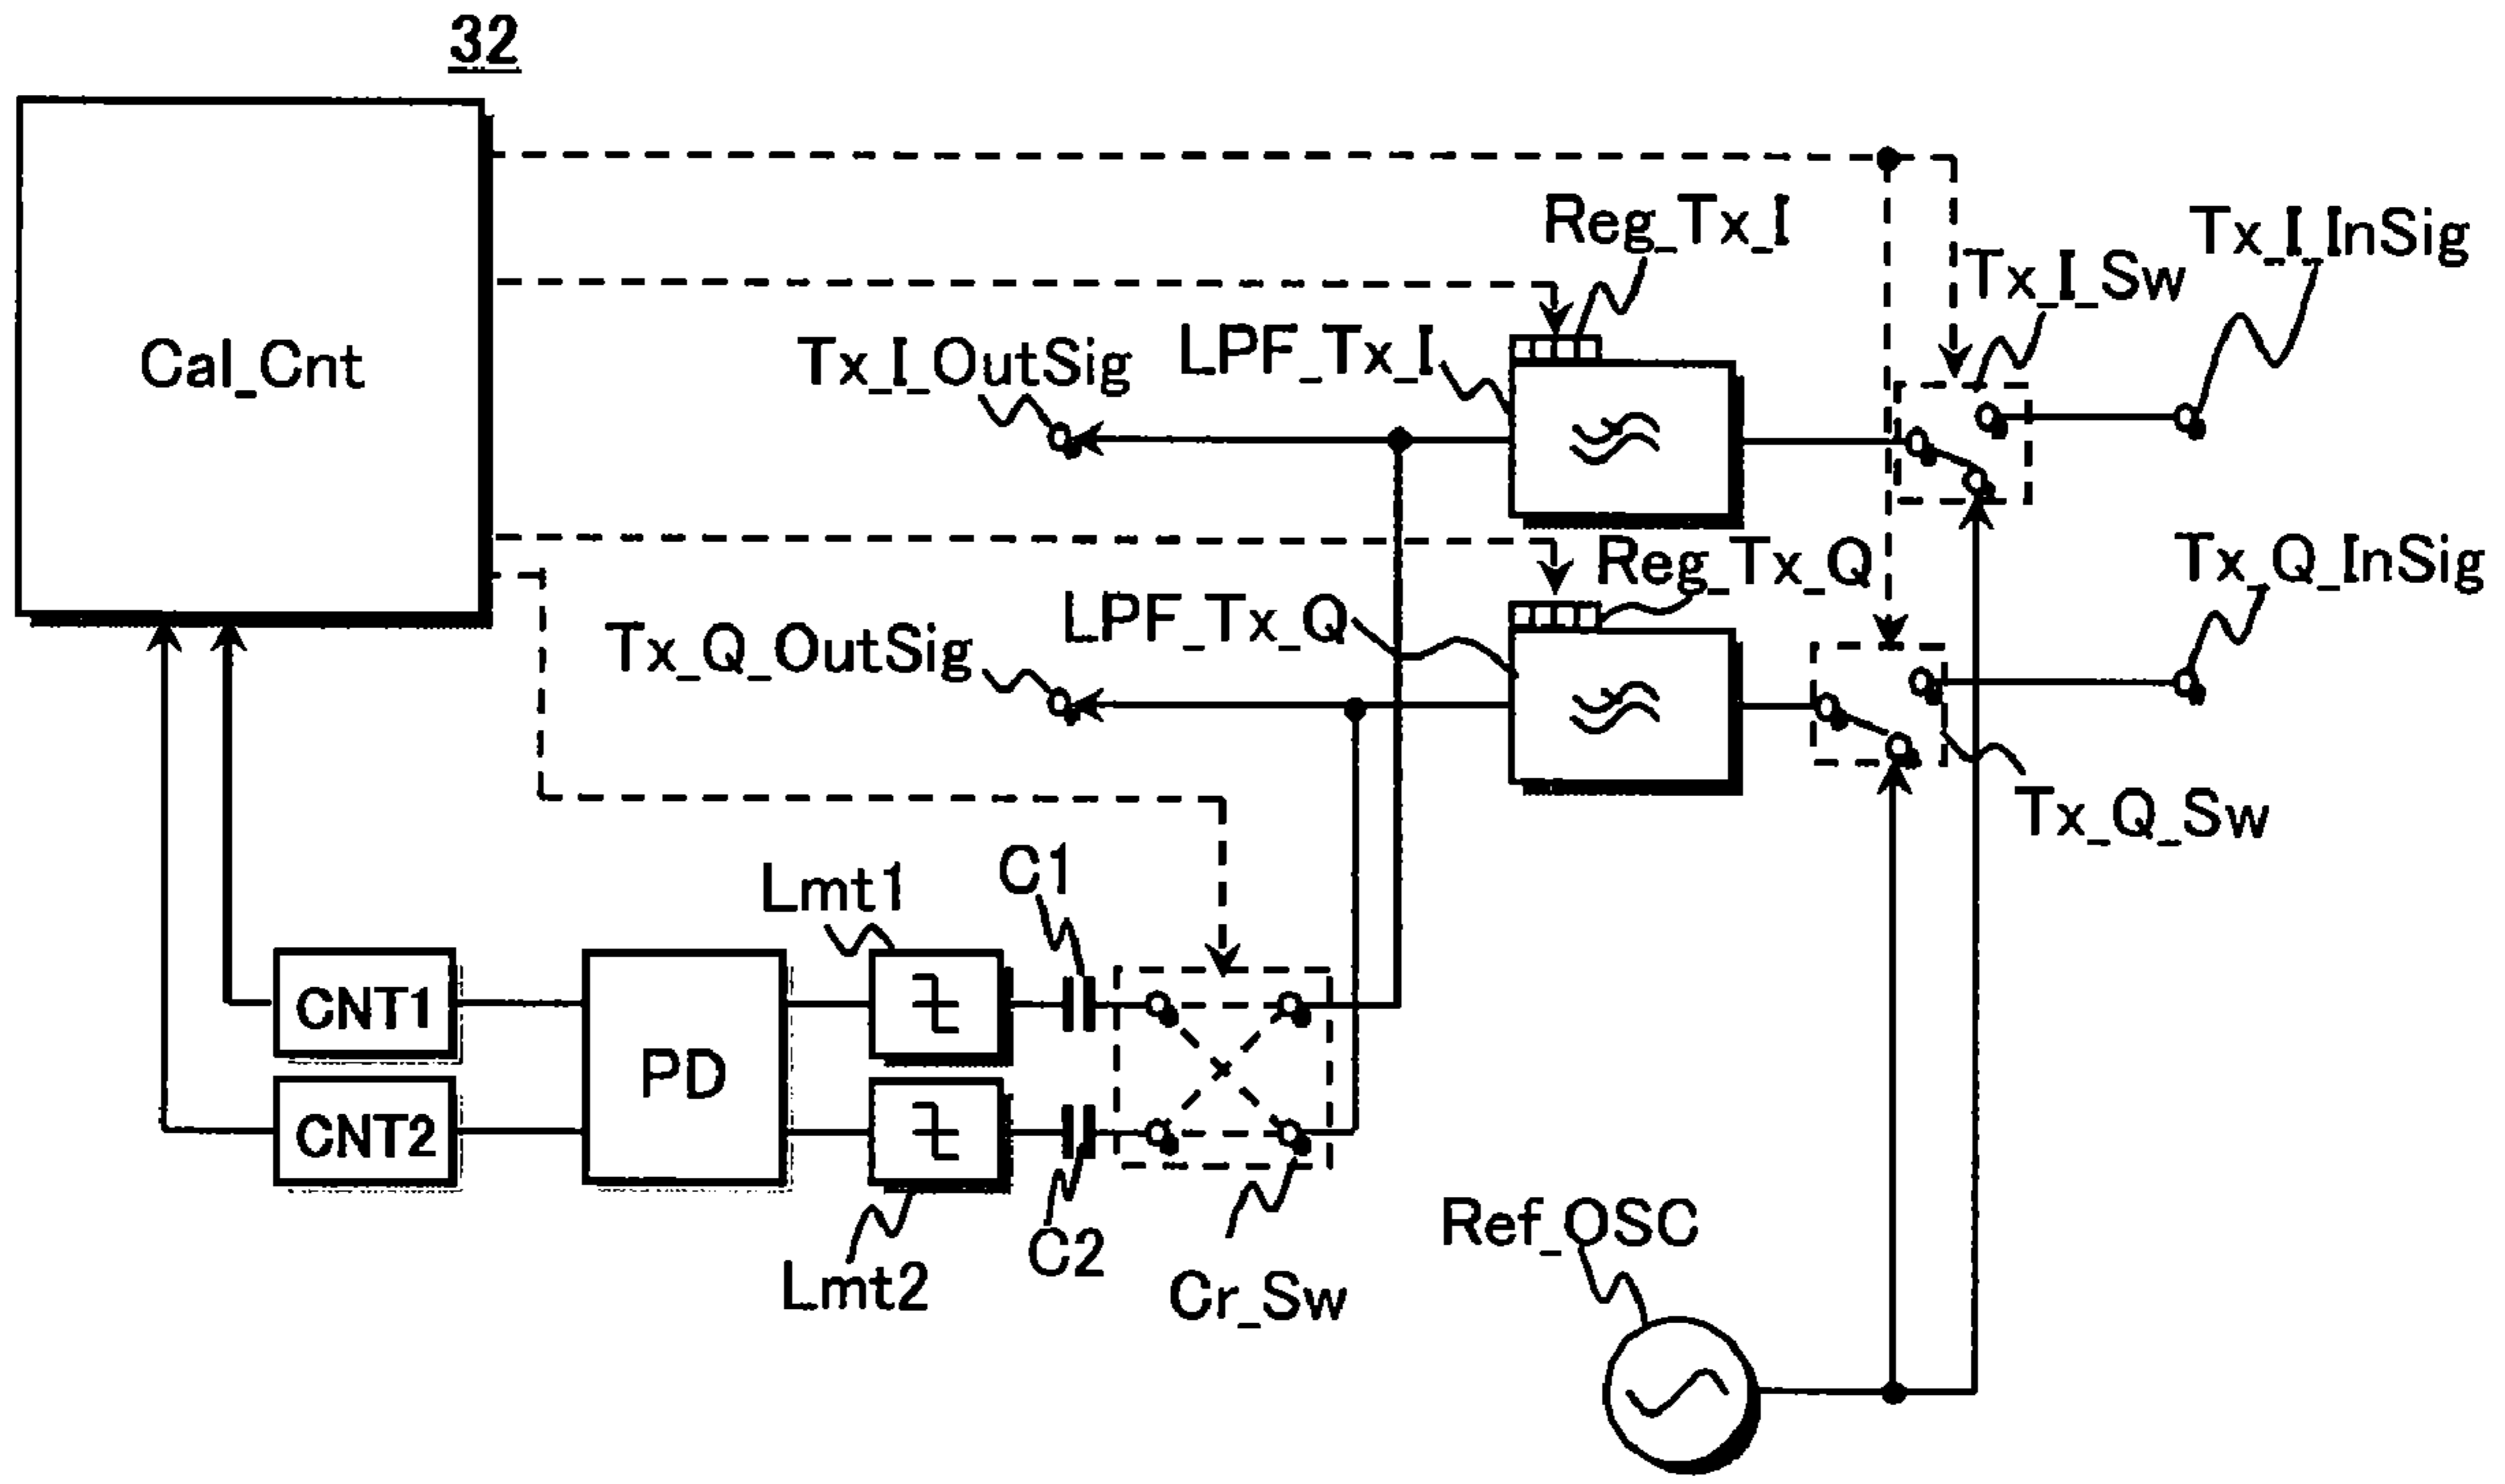 32
Cal_Cnt
Reg_Tx_I
Tx_I_InSig
Tx_I_Sw
Tx_I_OutSig
LPF_Tx_I
Reg_Tx_Q
Tx_Q_InSig
LPF_Tx_Q
Tx_Q_OutSig
Tx_Q_Sw
C1
Lmt1
CNT1
PD
CNT2
C2
Lmt2
Cr_Sw
Ref_OSC